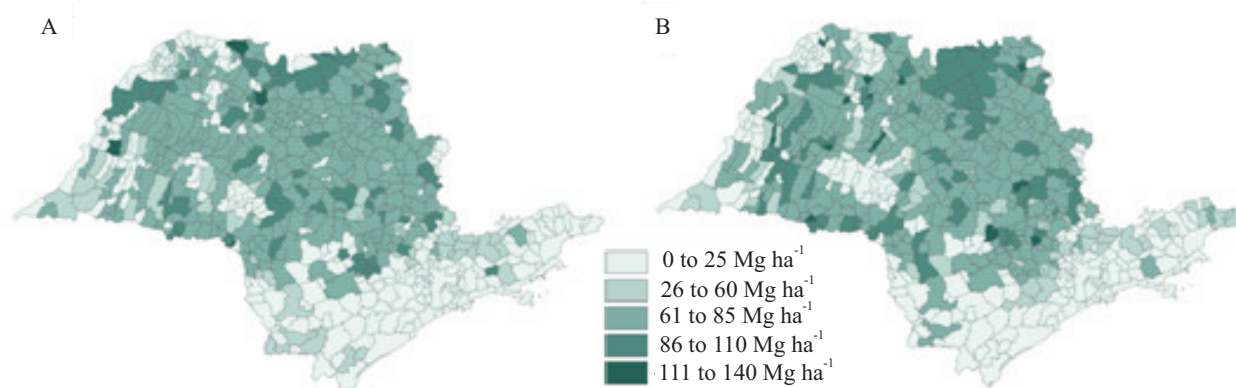 A
B
0 to 25 Mg ha⁻¹
26 to 60 Mg ha⁻¹
61 to 85 Mg ha⁻¹
86 to 110 Mg ha⁻¹
111 to 140 Mg ha⁻¹